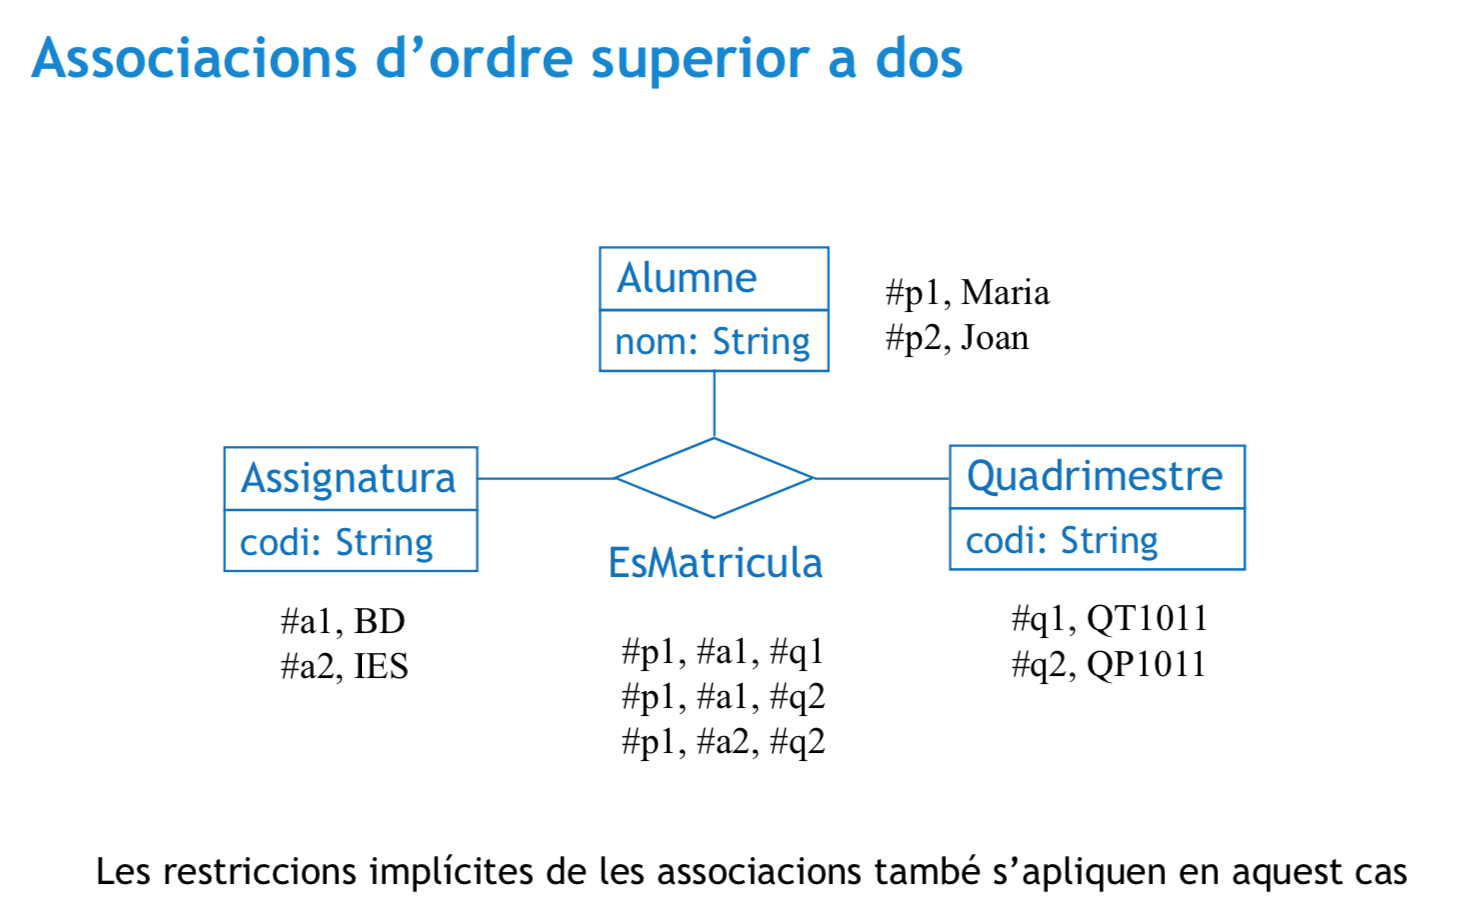 Associacions d’ordre superior a dos
Alumne
nom: String
#p1, Maria
#p2, Joan
Assignatura
codi: String
Quadrimestre
codi: String
EsMatricula
#a1, BD
#a2, IES
#p1, #a1, #q1
#p1, #a1, #q2
#p1, #a2, #q2
#q1, QT1011
#q2, QP1011
Les restriccions implícites de les associacions també s’apliquen en aquest cas